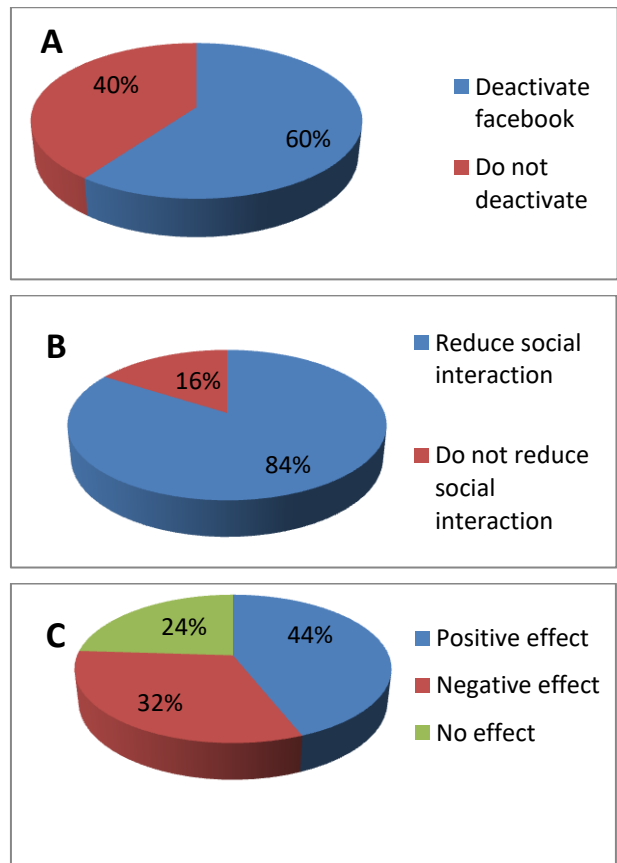 A
40%
60%
Deactivate
facebook
Do not
deactivate
B
16%
84%
Reduce social
interaction
Do not reduce
social
interaction
C
24%
44%
32%
Positive effect
Negative effect
No effect